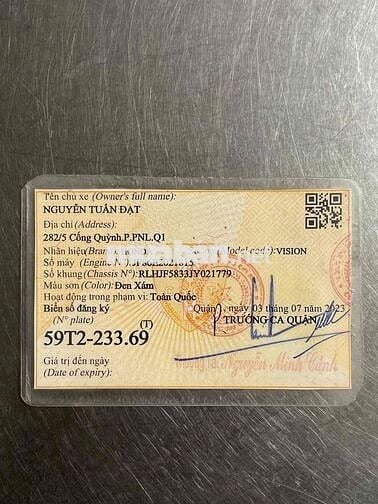 Tên chủ xe (Owner's full name):
NGUYỄN TUẤN ĐẠT
Địa chỉ (Address):
282/5 Cống Quỳnh.P.PNL.Q1
Nhãn hiệu(Bra Model code):VISION
Số máy (Engine
Số khung (Chassis N°):RLHJF5833JY021779
Màu sơn (Color):Đen Xám
Hoạt động trong phạm vi: Toàn Quốc
Biển số đăng ký Quận, ngày 03 tháng 07 năm 2023
(N° plate) TRƯỞNG CA QUẬN
(T)
59T2-233.69
Giá trị đến ngày
(Date of expiry): Nguyễn Minh Cảnh